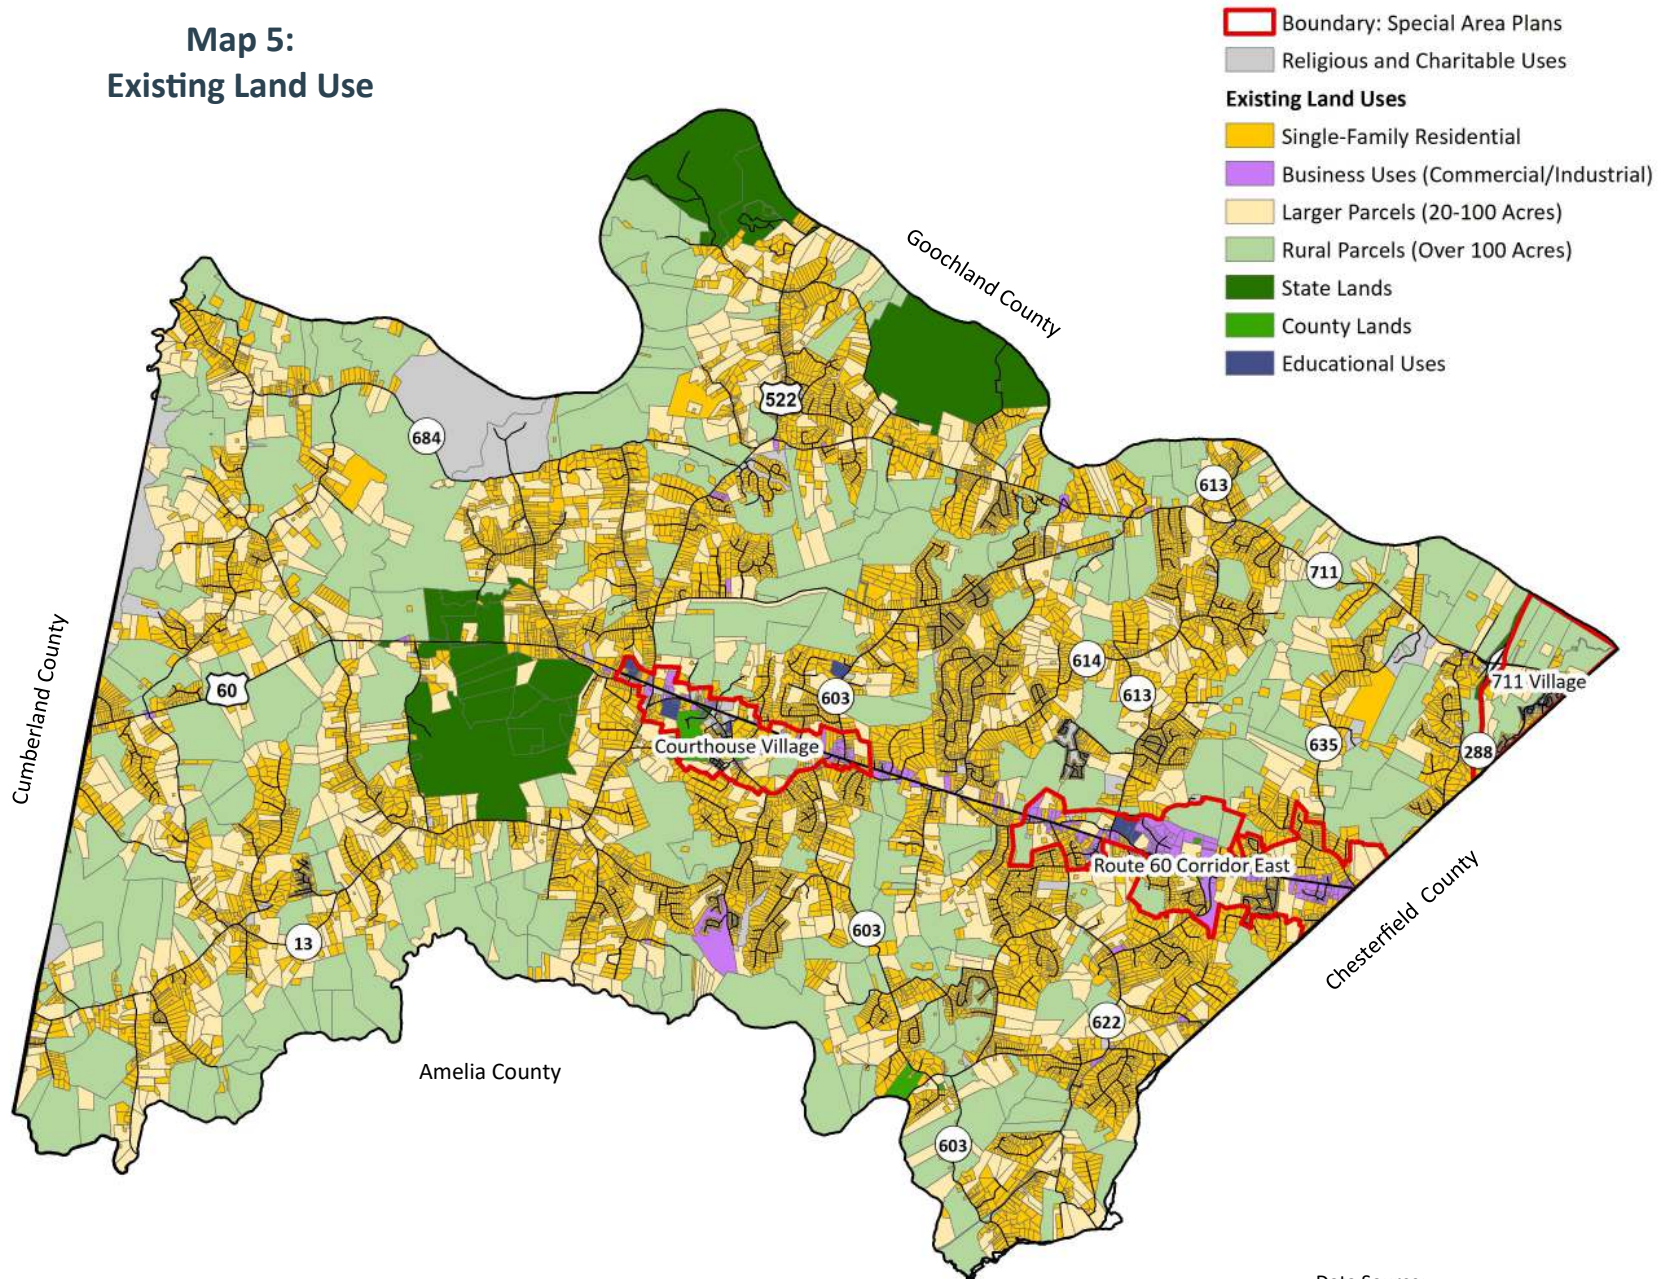 Map 5:
Existing Land Use
Boundary: Special Area Plans
Religious and Charitable Uses
Existing Land Uses
Single-Family Residential
Business Uses (Commercial/Industrial)
Larger Parcels (20-100 Acres)
Rural Parcels (Over 100 Acres)
State Lands
County Lands
Educational Uses
Goochland County
522
684
613
711
Cumberland County
60
614
613
603
711 Village
Courthouse Village
635
288
Route 60 Corridor East
Chesterfield County
13
603
622
Amelia County
603